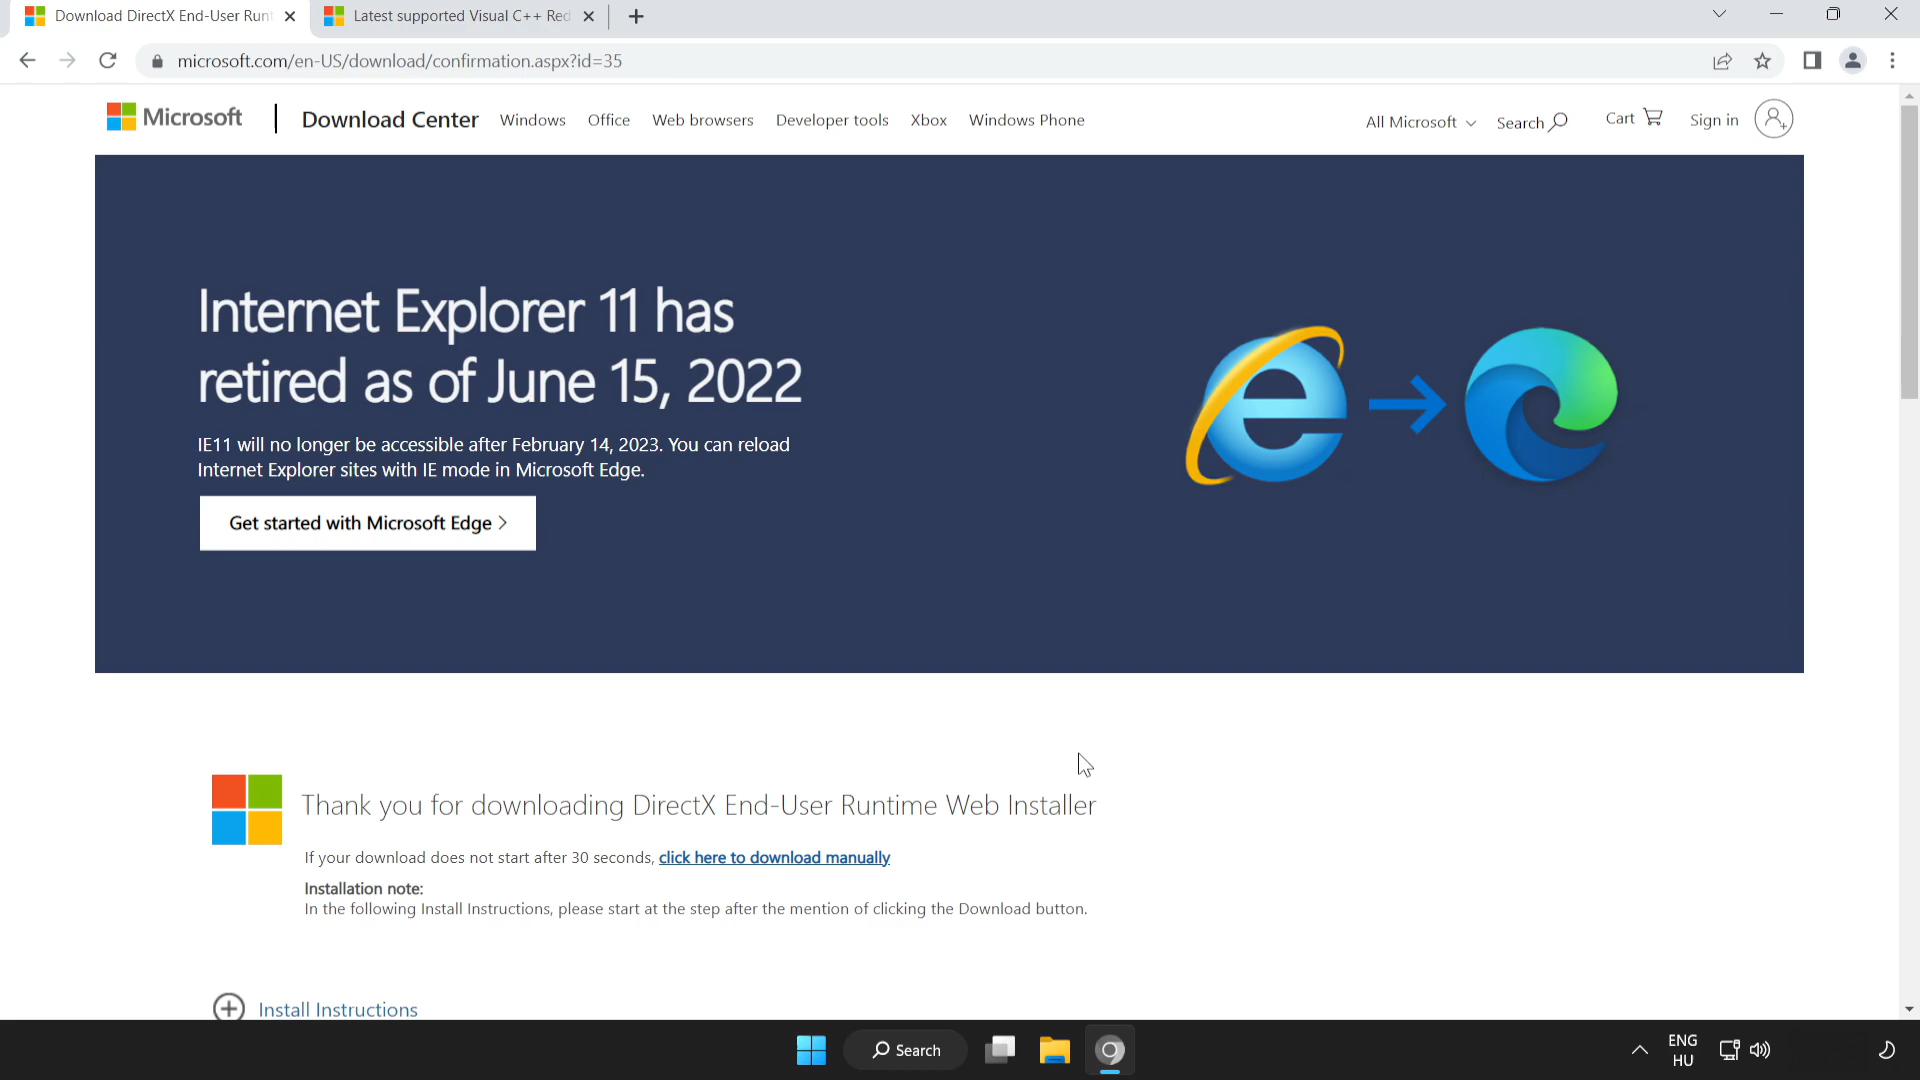 Download DirectX End-User Runt
Latest supported Visual C++ Red
microsoft.com/en-US/download/confirmation.aspx?id=35
Microsoft
Download Center
Windows
Office
Web browsers
Developer tools
Xbox
Windows Phone
All Microsoft
Search
Cart
Sign in
Internet Explorer 11 has
retired as of June 15, 2022
IE11 will no longer be accessible after February 14, 2023. You can reload
Internet Explorer sites with IE mode in Microsoft Edge.
Get started with Microsoft Edge >
Thank you for downloading DirectX End-User Runtime Web Installer
If your download does not start after 30 seconds, click here to download manually
Installation note:
In the following Install Instructions, please start at the step after the mention of clicking the Download button.
Install Instructions
Search
ENG
HU